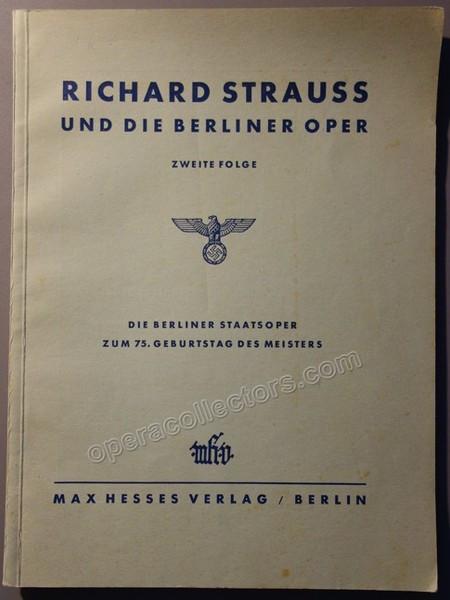 RICHARD STRAUSS
UND DIE BERLINER OPER
ZWEITE FOLGE
DIE BERLINER STAATSOPER
ZUM 75. GEBURTSTAG DES MEISTERS
operacollectors.com
mhv
MAX HESSES VERLAG / BERLIN